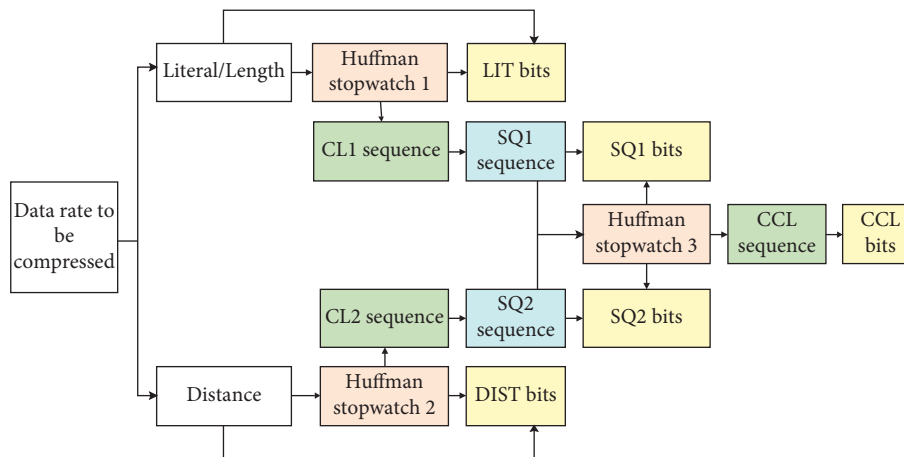 Literal/Length
Huffman
stopwatch 1
LIT bits
CL1 sequence
SQ1
sequence
SQ1 bits
Data rate to
be
compressed
Huffman
stopwatch 3
CCL
sequence
CCL
bits
CL2 sequence
SQ2
sequence
SQ2 bits
Distance
Huffman
stopwatch 2
DIST bits